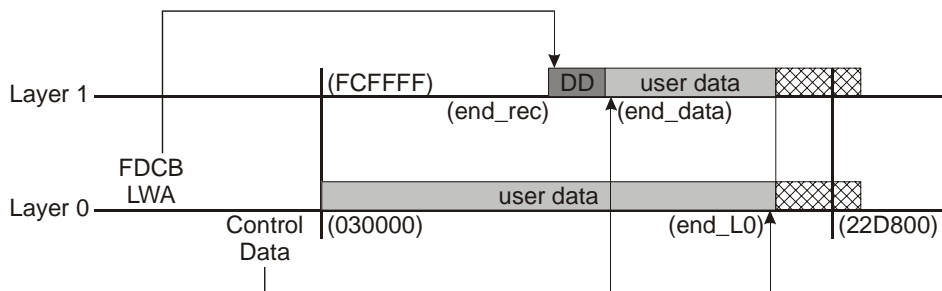 (FCFFFF) DD user data
Layer 1
(end_rec) (end_data)
FDCB
LWA
user data
Layer 0
Control
Data
(030000) (end_L0) (22D800)